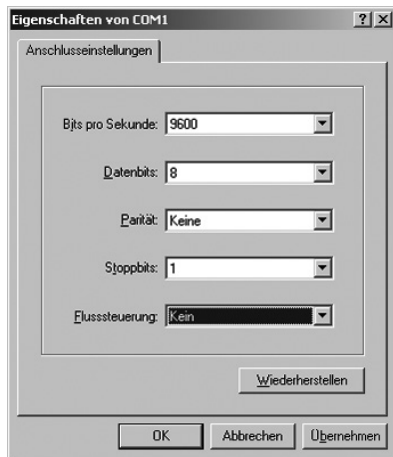 Eigenschaften von COM1
Anschlusseinstellungen
Bits pro Sekunde: 9600
Datenbits: 8
Parität: Keine
Stoppbits: 1
Flusssteuerung: Kein
Wiederherstellen
OK Abbrechen Übernehmen